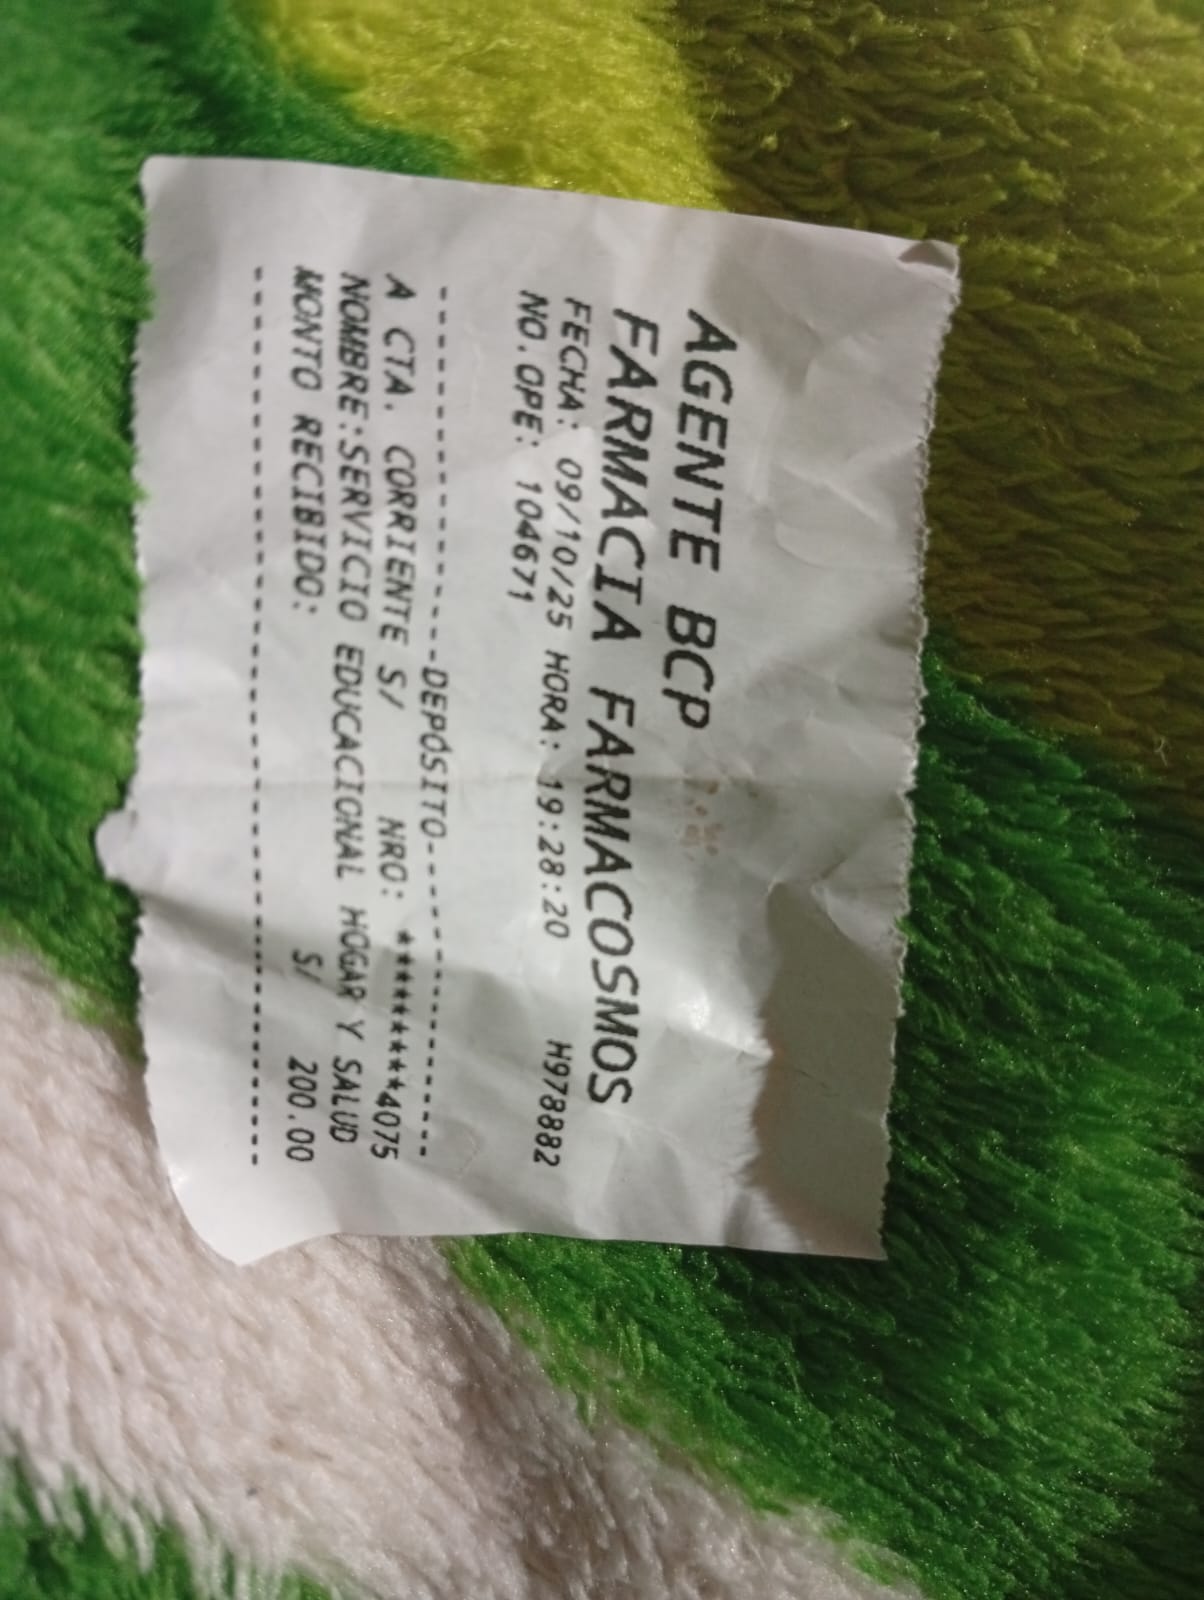 AGENTE BCP
FARMACIA FARMACOSMOS
FECHA: 09/10/25 HORA: 19:28:20 H978882
NO.OPE: 104671
-----------DEPÓSITO-----------
A CTA. CORRIENTE S/ NRO: *********4075
NOMBRE:SERVICIO EDUCACIONAL HOGAR Y SALUD
MONTO RECIBIDO: S/ 200.00